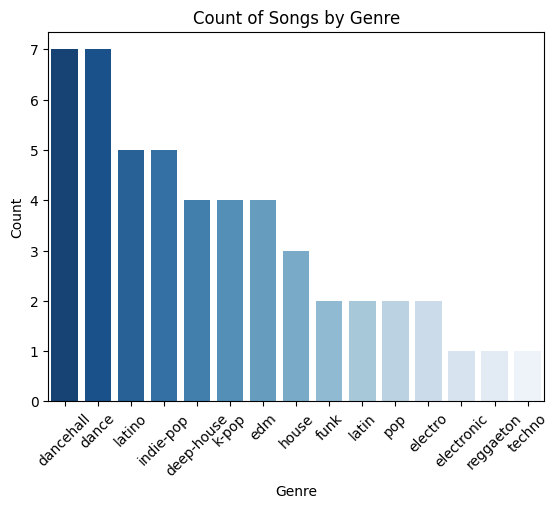 Count of Songs by Genre
Count
7
6
5
4
3
2
1
0
dancehall
dance
latino
indie-pop
deep-house
k-pop
edm
house
funk
latin
pop
electro
electronic
reggaeton
techno
Genre